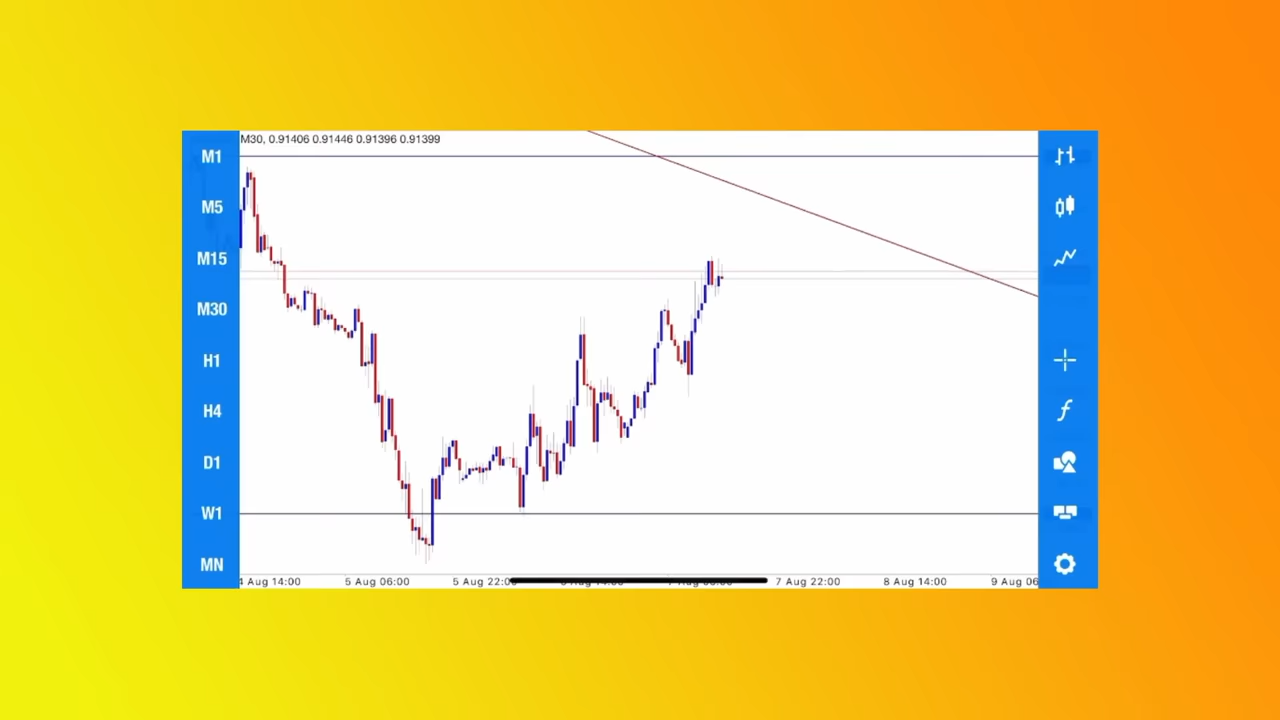 M30, 0.91406 0.91446 0.91396 0.91399
M1
M5
M15
M30
H1
H4
D1
W1
MN
4 Aug 14:00 5 Aug 06:00 5 Aug 22:00 7 Aug 22:00 8 Aug 14:00 9 Aug 06